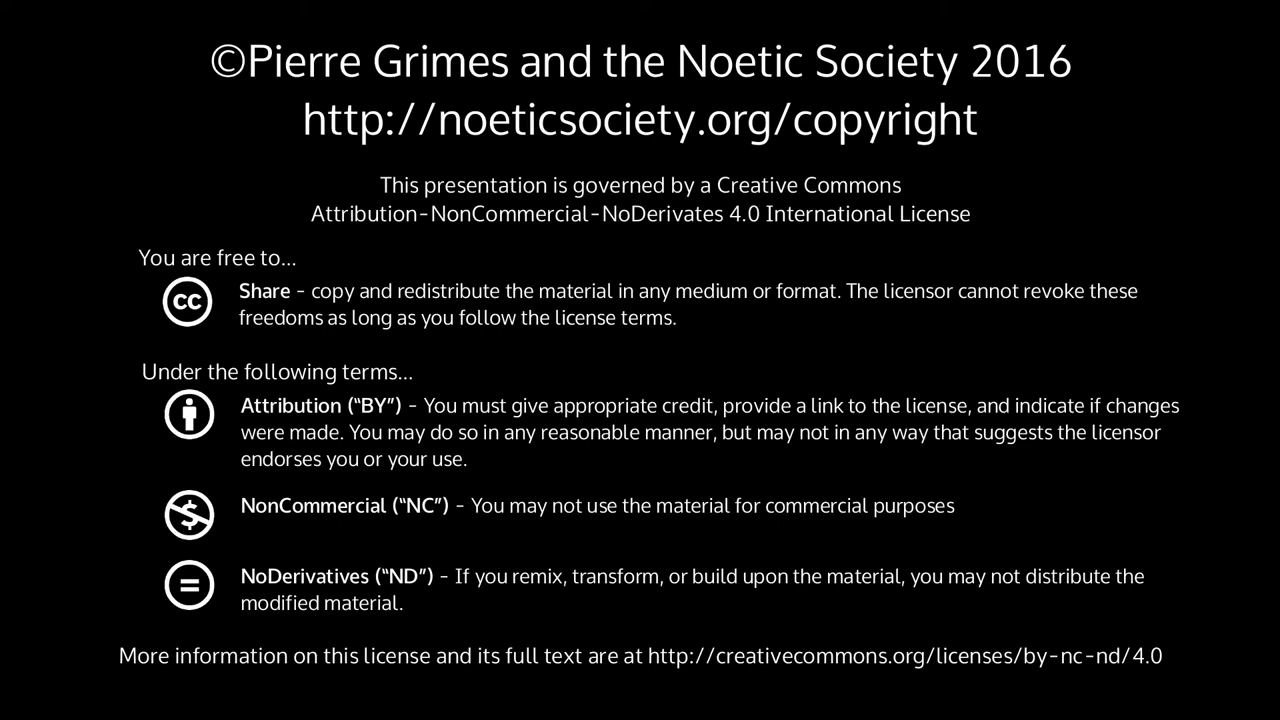 ©Pierre Grimes and the Noetic Society 2016
http://noeticsociety.org/copyright
This presentation is governed by a Creative Commons
Attribution-NonCommercial-NoDerivates 4.0 International License
You are free to...
cc
Share - copy and redistribute the material in any medium or format. The licensor cannot revoke these
freedoms as long as you follow the license terms.
Under the following terms...
Attribution (“BY”) - You must give appropriate credit, provide a link to the license, and indicate if changes
were made. You may do so in any reasonable manner, but may not in any way that suggests the licensor
endorses you or your use.
$
NonCommercial (“NC”) - You may not use the material for commercial purposes
=
NoDerivatives (“ND”) - If you remix, transform, or build upon the material, you may not distribute the
modified material.
More information on this license and its full text are at http://creativecommons.org/licenses/by-nc-nd/4.0